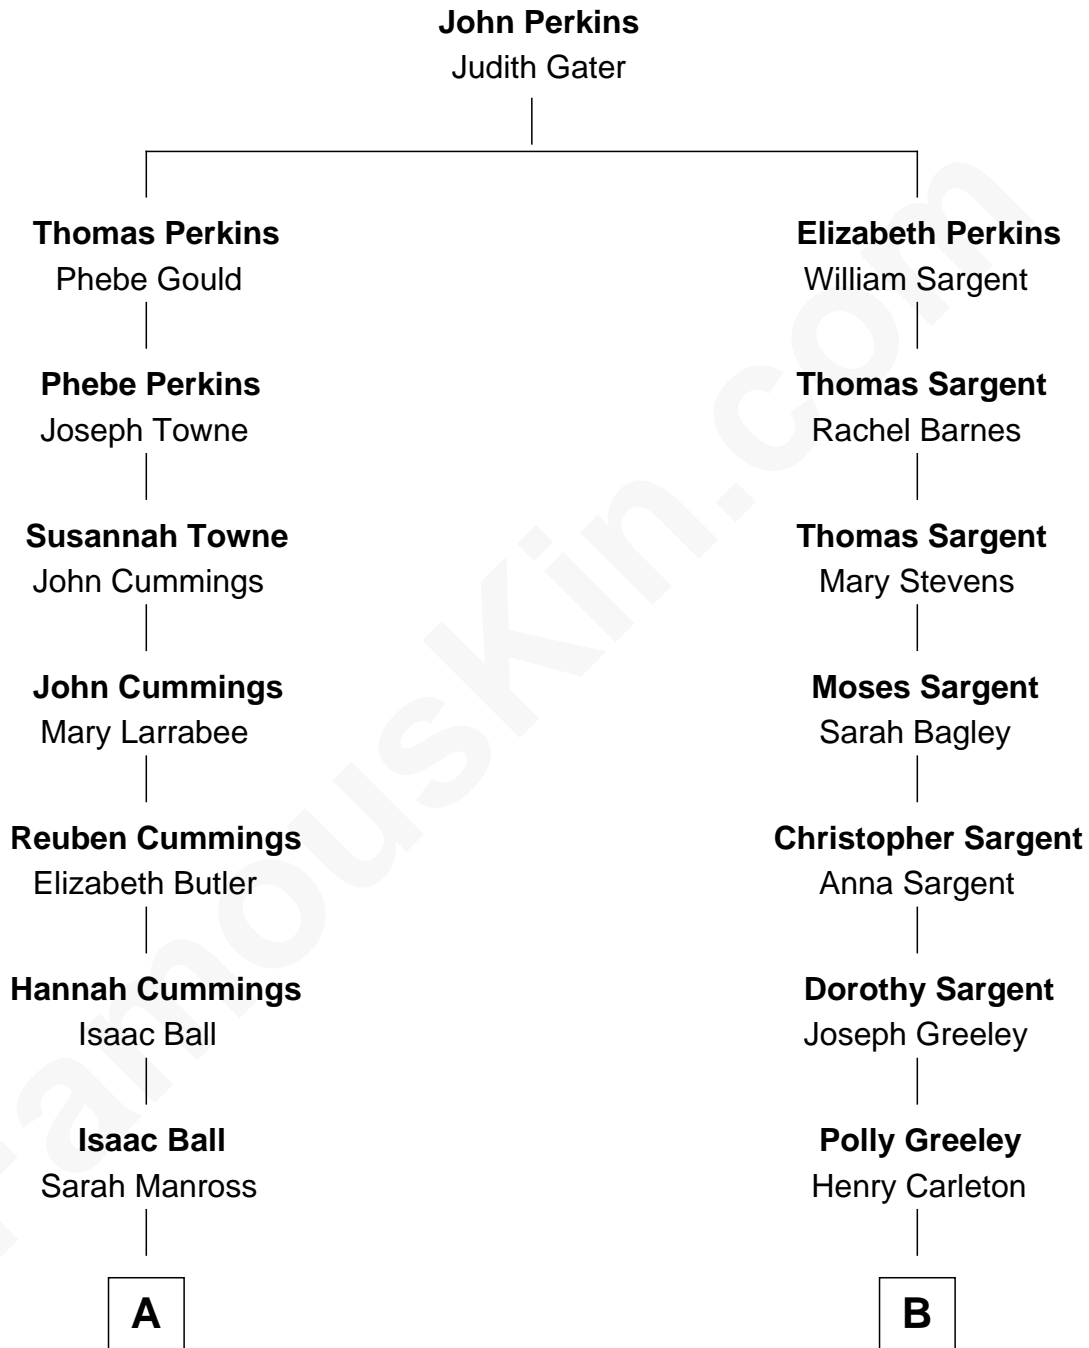 John Perkins
Judith Gater
Thomas Perkins
Phebe Gould
Elizabeth Perkins
William Sargent
Phebe Perkins
Joseph Towne
Thomas Sargent
Rachel Barnes
Susannah Towne
John Cummings
Thomas Sargent
Mary Stevens
John Cummings
Mary Larrabee
Moses Sargent
Sarah Bagley
Reuben Cummings
Elizabeth Butler
Christopher Sargent
Anna Sargent
Hannah Cummings
Isaac Ball
Dorothy Sargent
Joseph Greeley
Isaac Ball
Sarah Manross
Polly Greeley
Henry Carleton
A
B
FamousKin.com